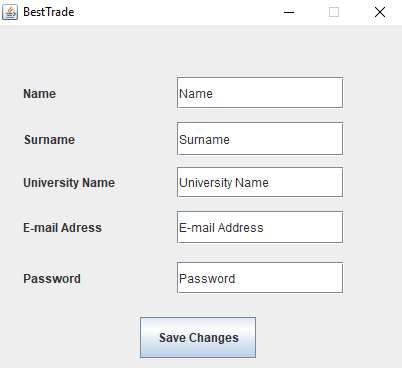 BestTrade
Name Name
Surname Surname
University Name University Name
E-mail Adress E-mail Address
Password Password
Save Changes